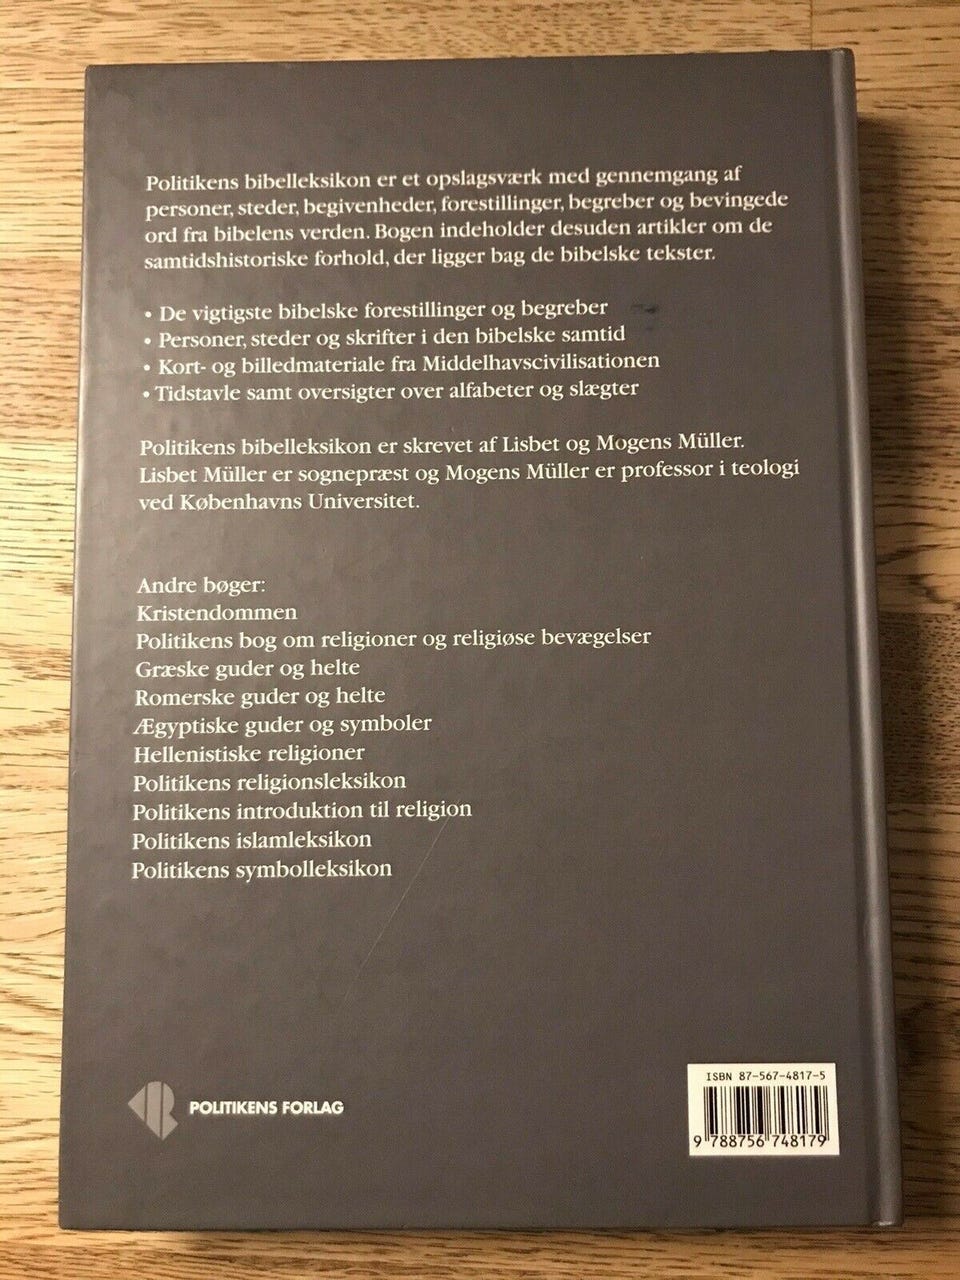 Politikens bibelleksikon er et opslagsværk med gennemgang af
personer, steder, begivenheder, forestillinger, begreber og bevingede
ord fra bibelens verden. Bogen indeholder desuden artikler om de
samtidshistoriske forhold, der ligger bag de bibelske tekster.
• De vigtigste bibelske forestillinger og begreber
• Personer, steder og skrifter i den bibelske samtid
• Kort- og billedmateriale fra Middelhavscivilisationen
• Tidstavle samt oversigter over alfabeter og slægter
Politikens bibelleksikon er skrevet af Lisbet og Mogens Müller.
Lisbet Müller er sognepræst og Mogens Müller er professor i teologi
ved Københavns Universitet.
Andre bøger:
Kristendommen
Politikens bog om religioner og religiøse bevægelser
Græske guder og helte
Romerske guder og helte
Ægyptiske guder og symboler
Hellenistiske religioner
Politikens religionsleksikon
Politikens introduktion til religion
Politikens islamleksikon
Politikens symbolleksikon
POLITIKENS FORLAG
ISBN 87-567-4817-5
9 788756 748179